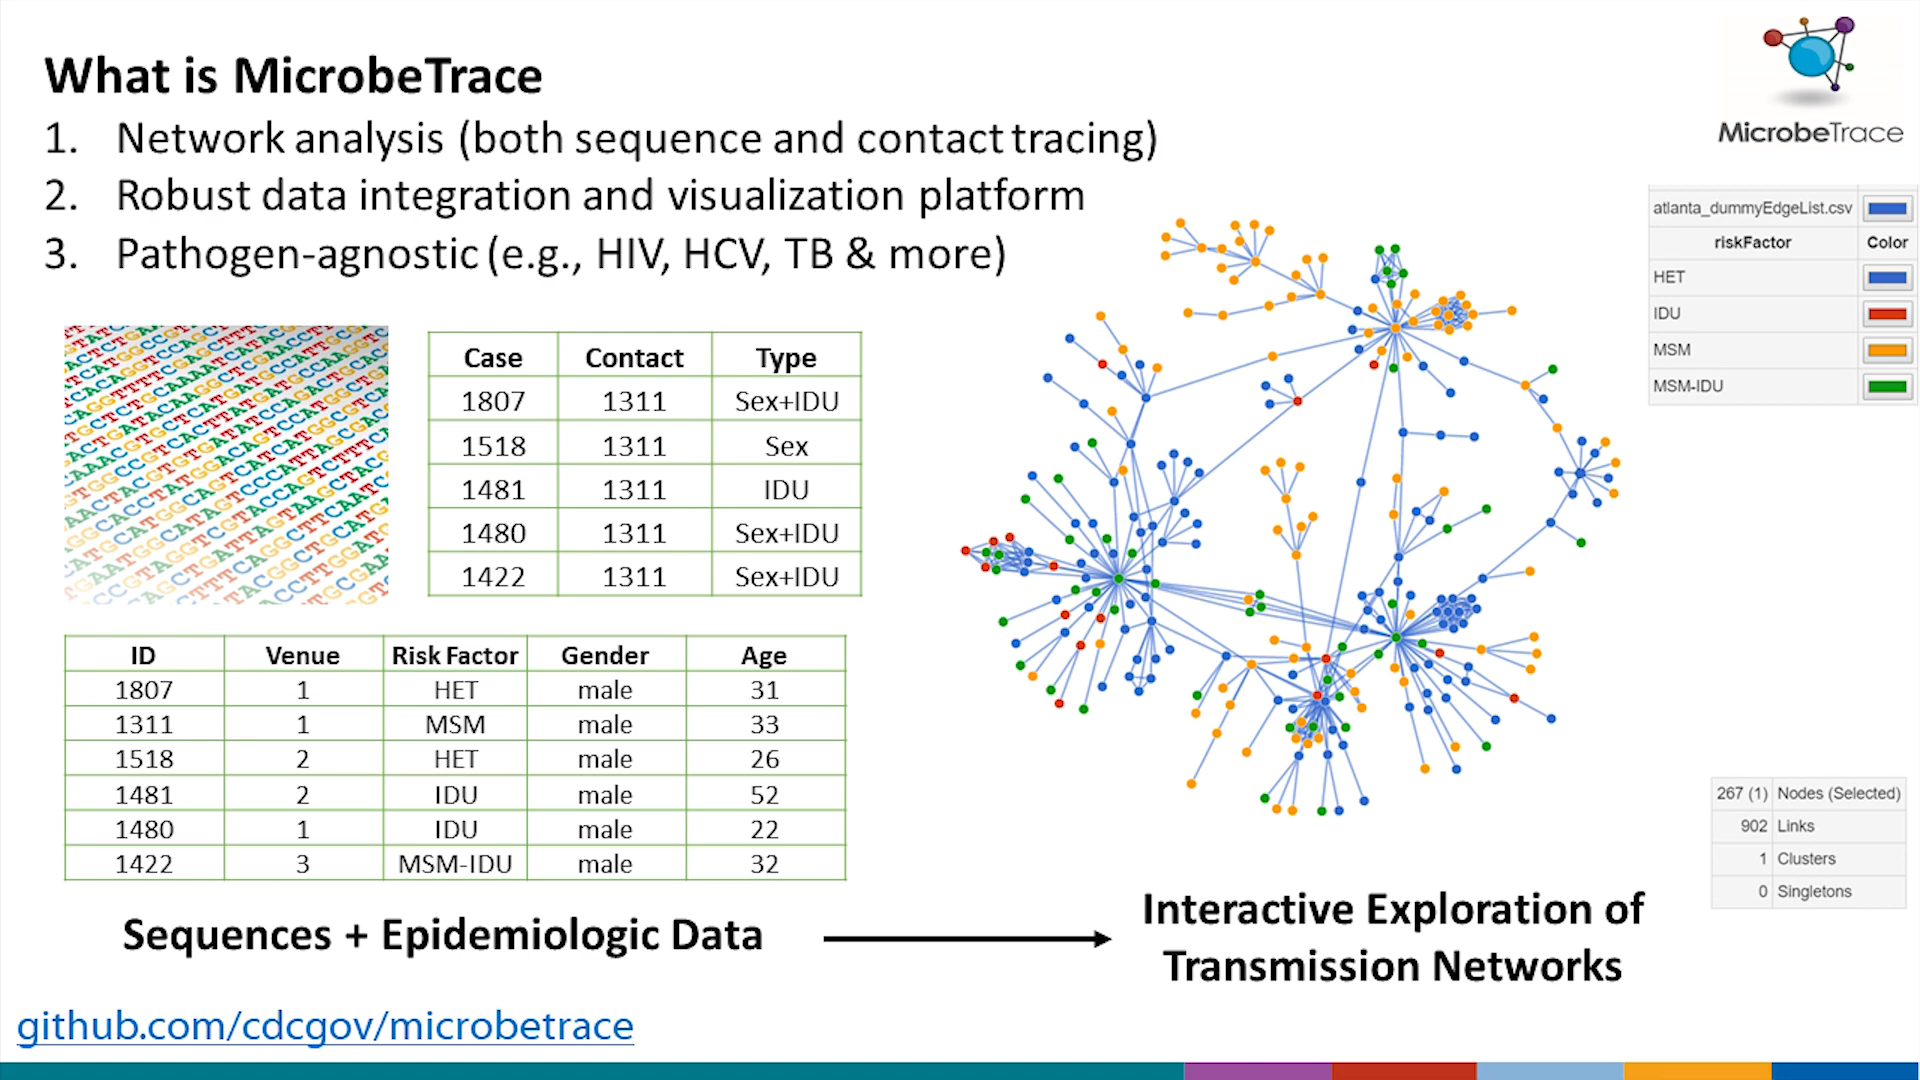 What is MicrobeTrace
1. Network analysis (both sequence and contact tracing)
2. Robust data integration and visualization platform
3. Pathogen-agnostic (e.g., HIV, HCV, TB & more)
MicrobeTrace
atlanta_dummyEdgeList.csv
riskFactor Color
HET
IDU
MSM
MSM-IDU
Case Contact Type
1807 1311 Sex+IDU
1518 1311 Sex
1481 1311 IDU
1480 1311 Sex+IDU
1422 1311 Sex+IDU
ID Venue Risk Factor Gender Age
1807 1 HET male 31
1311 1 MSM male 33
1518 2 HET male 26
1481 2 IDU male 52
1480 1 IDU male 22
1422 3 MSM-IDU male 32
267 (1) Nodes (Selected)
902 Links
1 Clusters
0 Singletons
Sequences + Epidemiologic Data
Interactive Exploration of
Transmission Networks
github.com/cdcgov/microbetrace